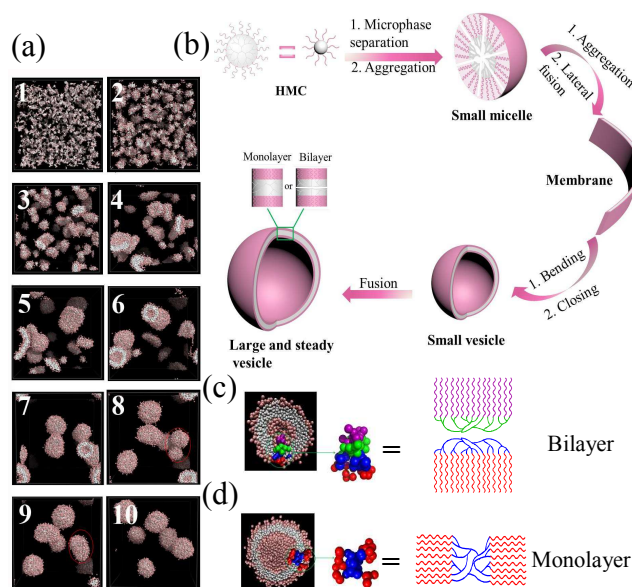 (a)
1
2
3
4
5
6
7
8
9
10
(b)
HMC
1. Microphase
separation
2. Aggregation
Small micelle
1. Aggregation
2. Lateral
fusion
Membrane
1. Bending
2. Closing
Small vesicle
Fusion
Monolayer
or
Bilayer
Large and steady
vesicle
(c)
Bilayer
(d)
Monolayer